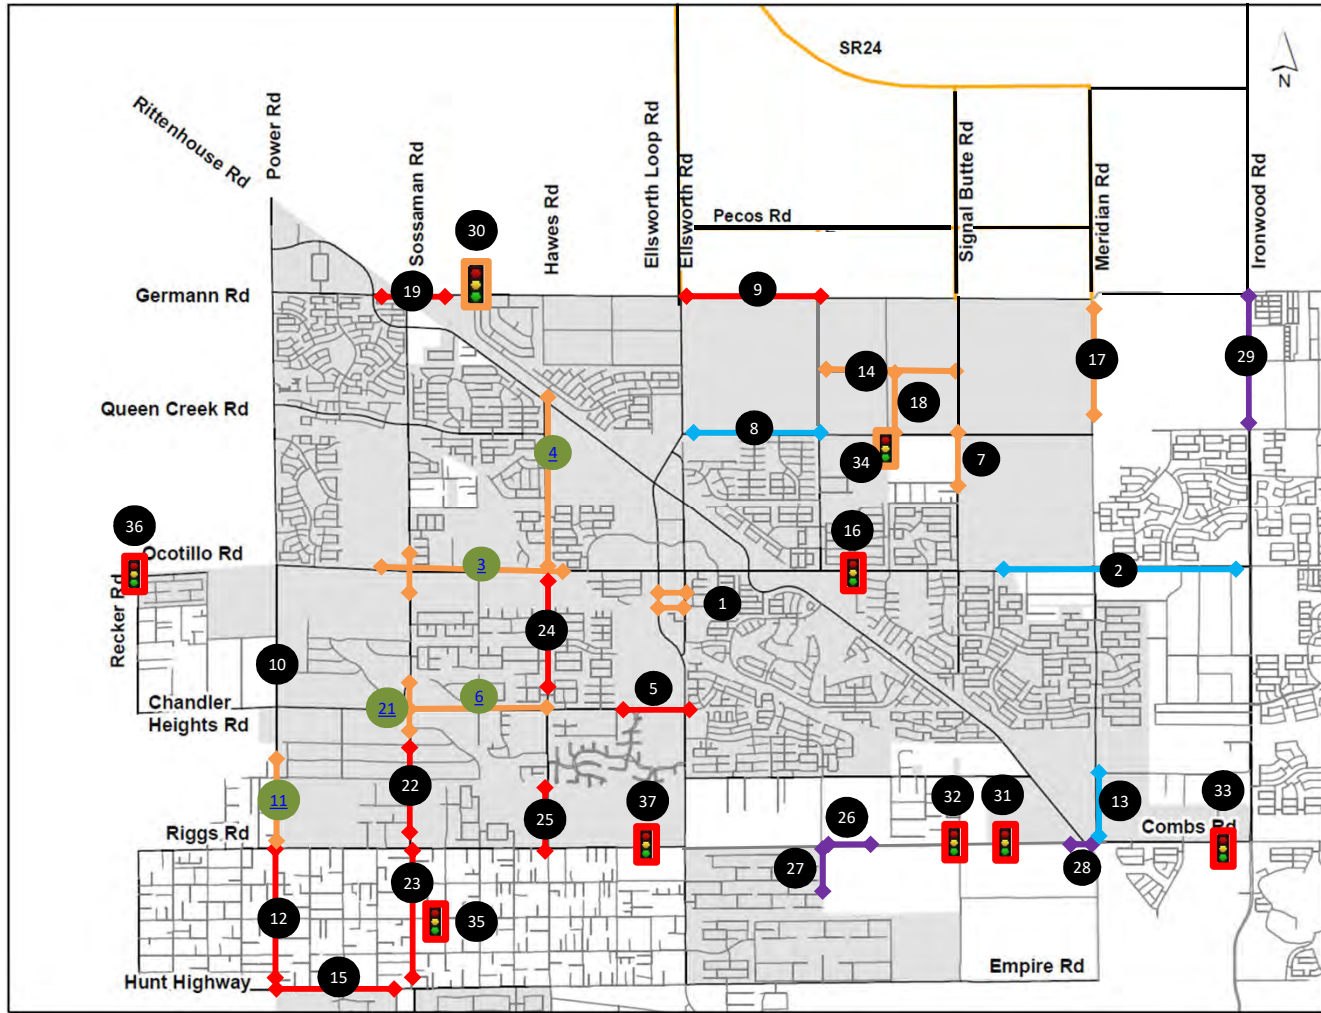 SR24
N
Rittenhouse Rd
Power Rd
Sossaman Rd
Hawes Rd
Ellsworth Loop Rd
Ellsworth Rd
Signal Butte Rd
Meridian Rd
Ironwood Rd
Pecos Rd
30
Germann Rd
19
9
17
29
14
18
Queen Creek Rd
8
4
34
7
36
16
Ocotillo Rd
3
2
Recker Rd
1
24
10
Chandler
Heights Rd
21
6
5
22
11
25
37
32
31
13
33
26
Riggs Rd
Combs Rd
27
28
23
12
35
15
Hunt Highway
Empire Rd